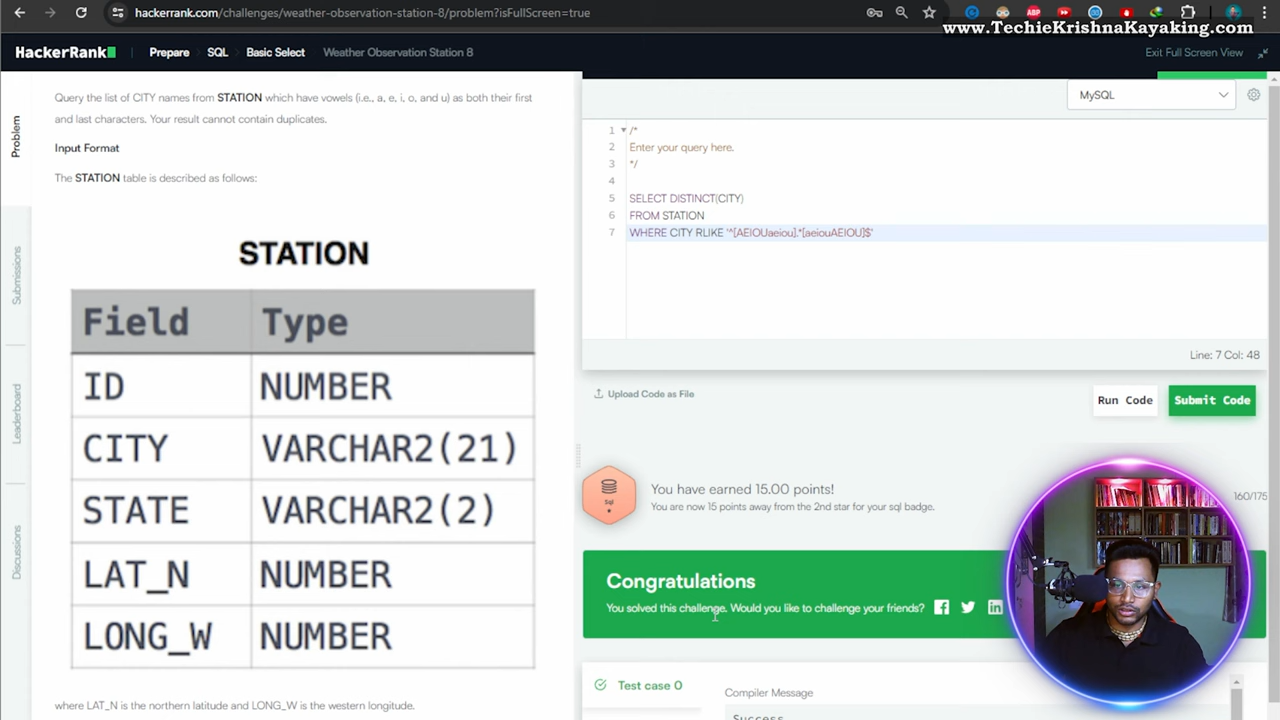 hackerrank.com/challenges/weather-observation-station-8/problem?isFullScreen=true
www.TechieKrishnaKayaking.com
HackerRank Prepare SQL Basic Select Weather Observation Station 8 Exit Full Screen View
Problem
Submissions
Leaderboard
Discussions
Query the list of CITY names from STATION which have vowels (i.e., a, e, i, o, and u) as both their first
and last characters. Your result cannot contain duplicates.
Input Format
The STATION table is described as follows:
STATION
Field Type
ID NUMBER
CITY VARCHAR2(21)
STATE VARCHAR2(2)
LAT_N NUMBER
LONG_W NUMBER
where LAT_N is the northern latitude and LONG_W is the western longitude.
MySQL
1 /*
2 Enter your query here.
3 */
4
5 SELECT DISTINCT(CITY)
6 FROM STATION
7 WHERE CITY RLIKE '^[AEIOUaeiou].*[aeiouAEIOU]$'
Line: 7 Col: 48
Upload Code as File
Run Code Submit Code
Sql
You have earned 15.00 points!
You are now 15 points away from the 2nd star for your sql badge.
160/175
Congratulations
You solved this challenge. Would you like to challenge your friends?
Test case 0
Compiler Message
Success